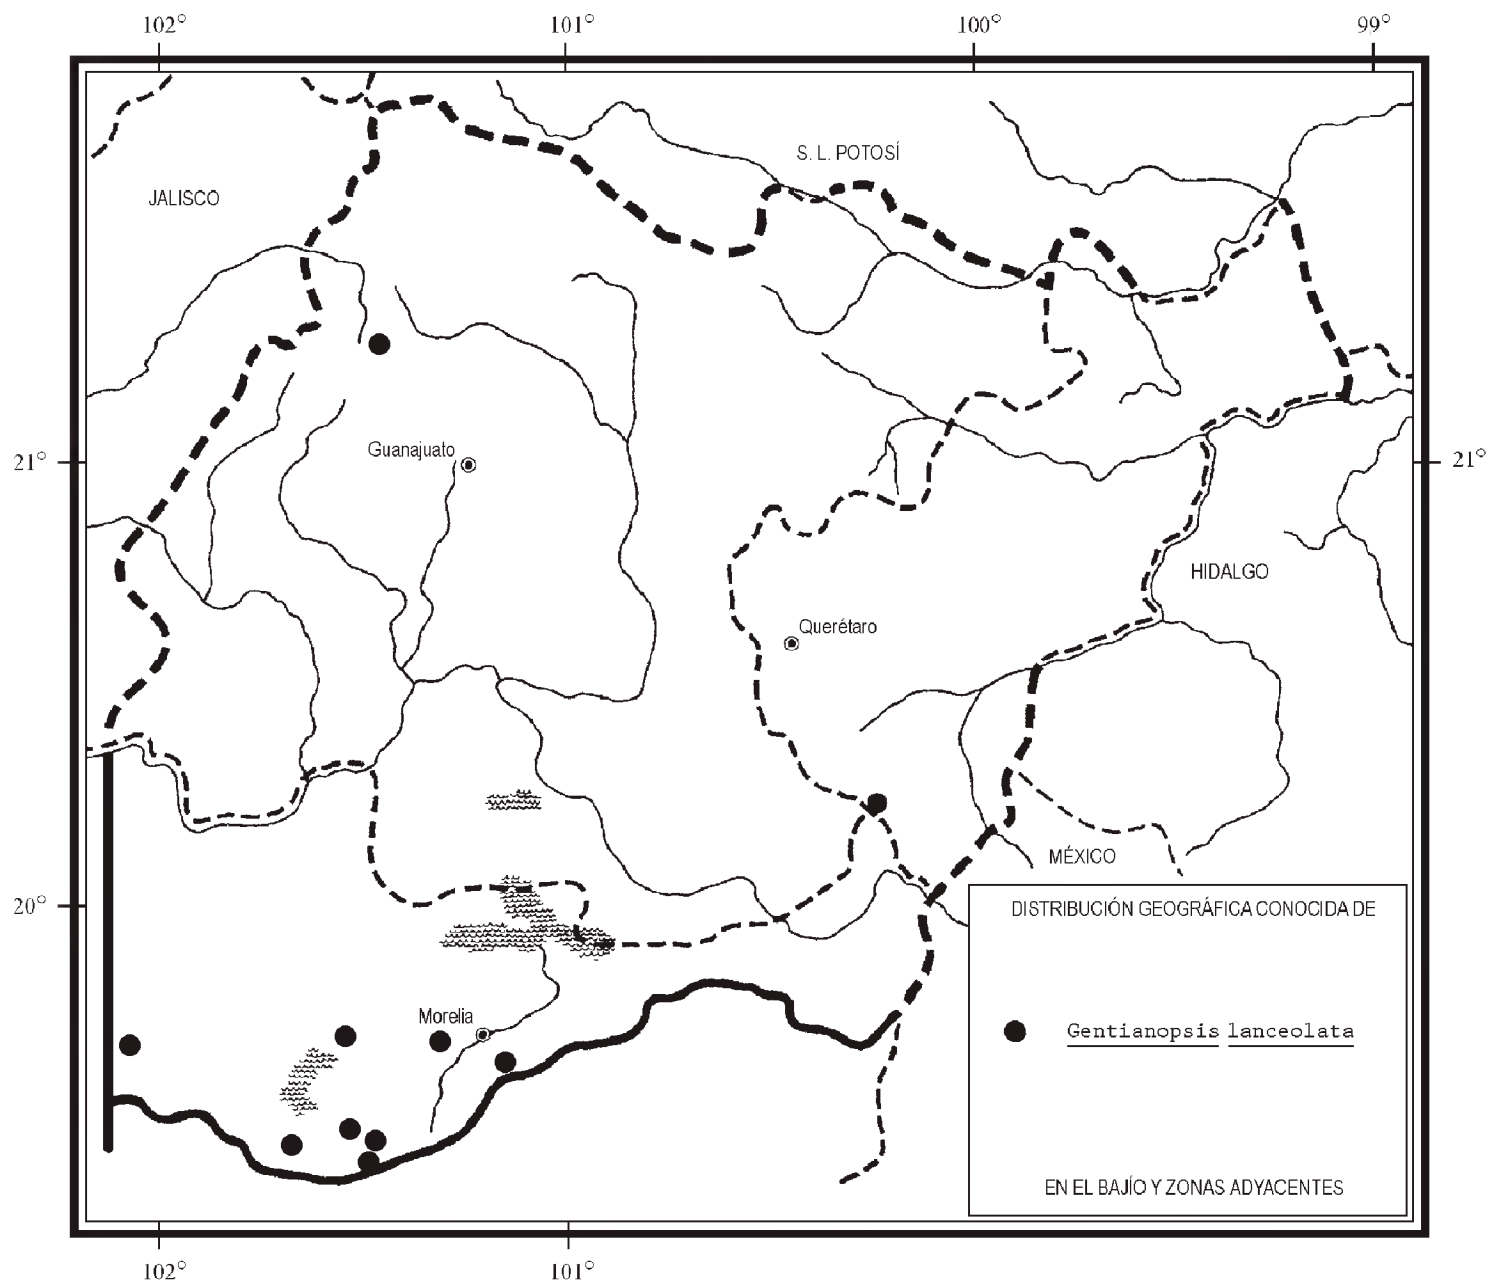 102° 101° 100° 99°
S. L. POTOSÍ
JALISCO
Guanajuato
21° 21°
HIDALGO
Querétaro
MÉXICO
20°
DISTRIBUCIÓN GEOGRÁFICA CONOCIDA DE
Gentianopsis lanceolata
EN EL BAJÍO Y ZONAS ADYACENTES
Morelia
102° 101°